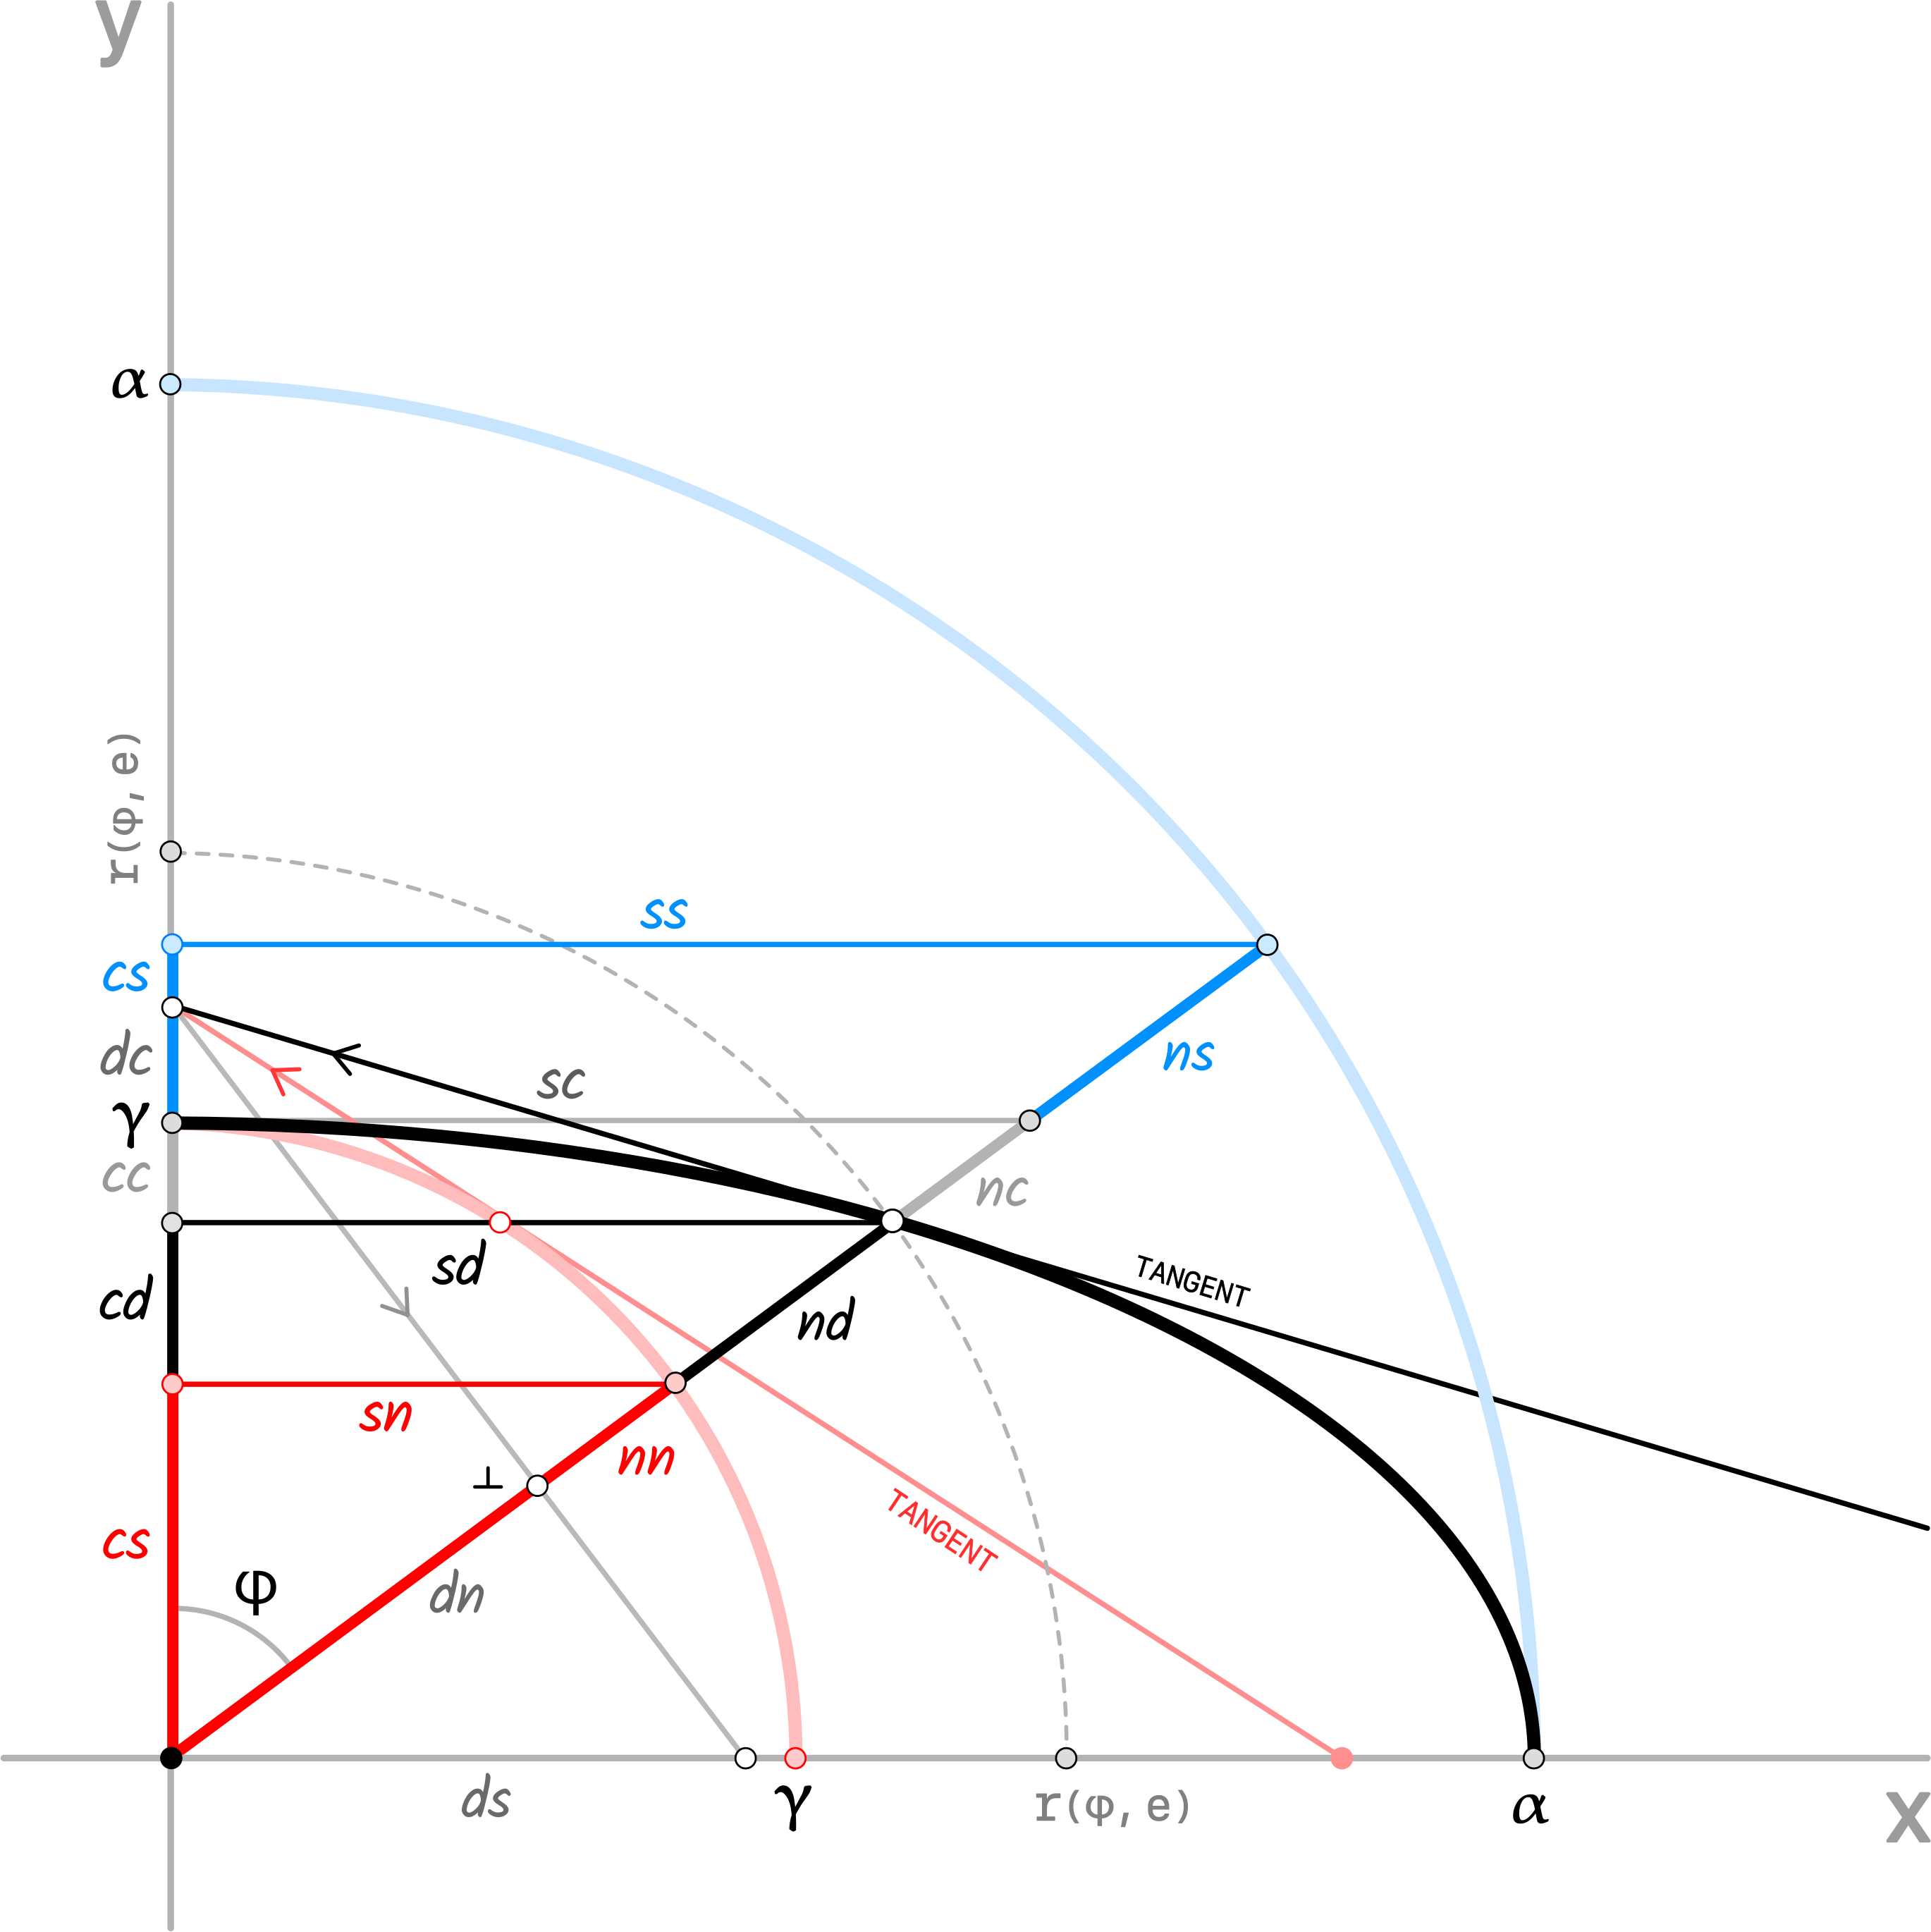 y
α
r(φ, e)
ss
cs
ns
dc
sc
γ
cc
nc
sd
TANGENT
cd
nd
sn
nn
⊥
TANGENT
cs
φ
dn
ds
γ
r(φ, e)
α
x